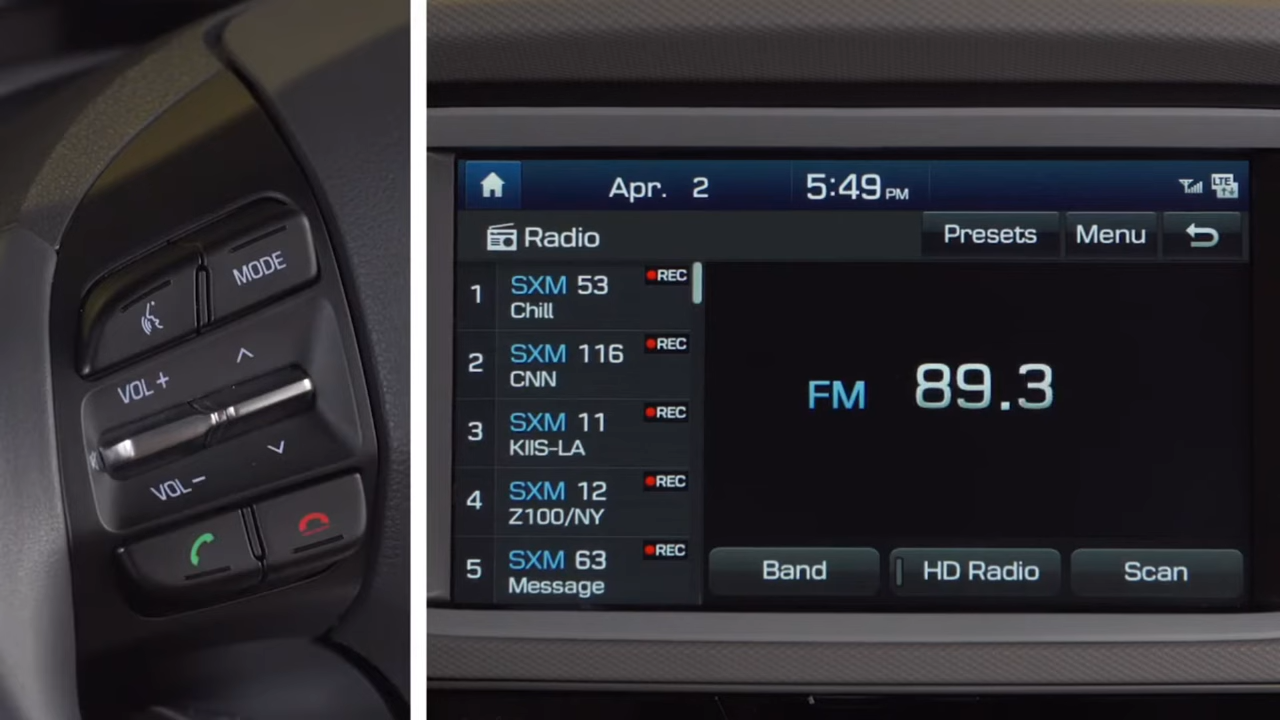 MODE
VOL +
VOL −
Apr. 2
5:49 PM
LTE
Radio
Presets
Menu
1
SXM 53
REC
Chill
2
SXM 116
REC
CNN
3
SXM 11
REC
KIIS-LA
4
SXM 12
REC
Z100/NY
5
SXM 63
REC
Message
FM 89.3
Band
HD Radio
Scan